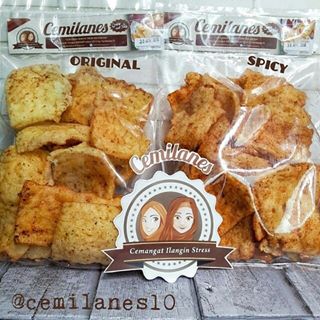 Cemilanes
Cemilanes
ORIGINAL
SPICY
Cemilanes
Cemangat Ilangin Stress
@cemilanes10